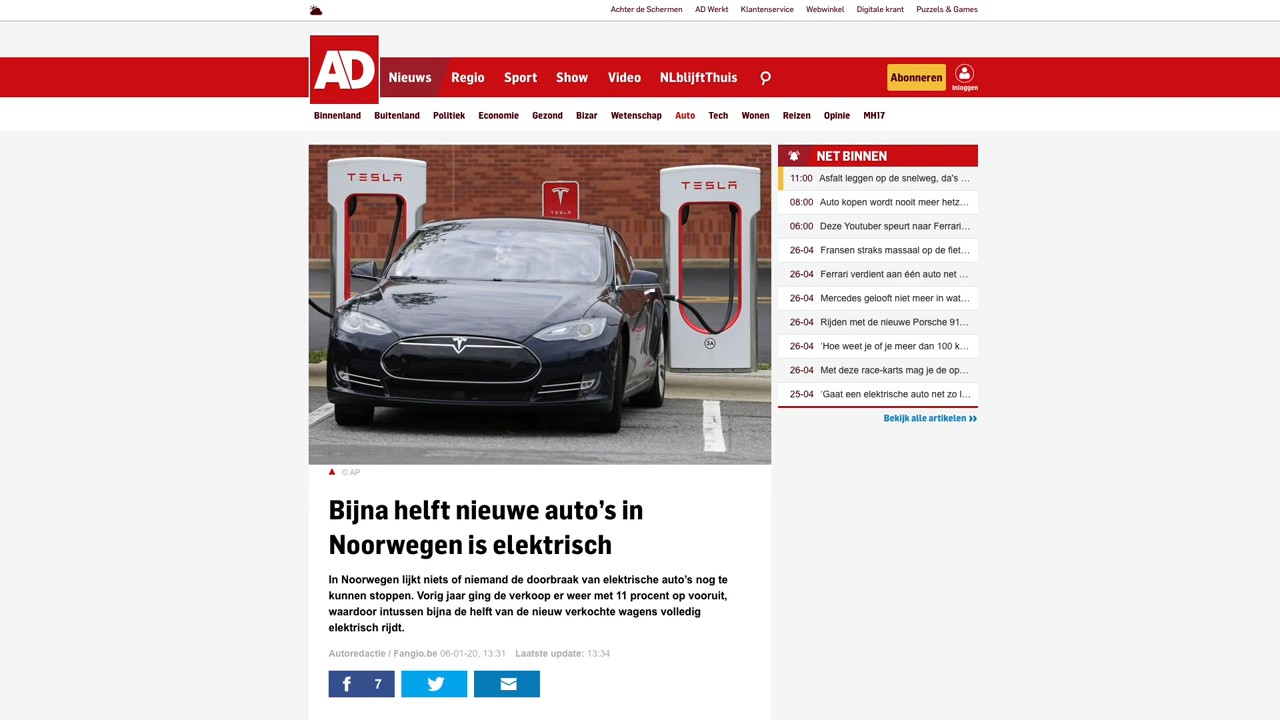 Achter de Schermen AD Werkt Klantenservice Webwinkel Digitale krant Puzzels & Games
AD Nieuws Regio Sport Show Video NLblijftThuis Abonneren Inloggen
Binnenland Buitenland Politiek Economie Gezond Bizar Wetenschap Auto Tech Wonen Reizen Opinie MH17
TESLA
TESLA
TESLA
3A
© AP
Bijna helft nieuwe auto’s in
Noorwegen is elektrisch
In Noorwegen lijkt niets of niemand de doorbraak van elektrische auto’s nog te
kunnen stoppen. Vorig jaar ging de verkoop er weer met 11 procent op vooruit,
waardoor intussen bijna de helft van de nieuw verkochte wagens volledig
elektrisch rijdt.
Autoredactie / Fangio.be 06-01-20, 13:31 Laatste update: 13:34
7
NET BINNEN
11:00 Asfalt leggen op de snelweg, da's ...
08:00 Auto kopen wordt nooit meer hetz...
06:00 Deze Youtuber speurt naar Ferrari...
26-04 Fransen straks massaal op de fiet...
26-04 Ferrari verdient aan één auto net ...
26-04 Mercedes gelooft niet meer in wat...
26-04 Rijden met de nieuwe Porsche 91...
26-04 ‘Hoe weet je of je meer dan 100 k...
26-04 Met deze race-karts mag je de op...
25-04 ‘Gaat een elektrische auto net zo l...
Bekijk alle artikelen